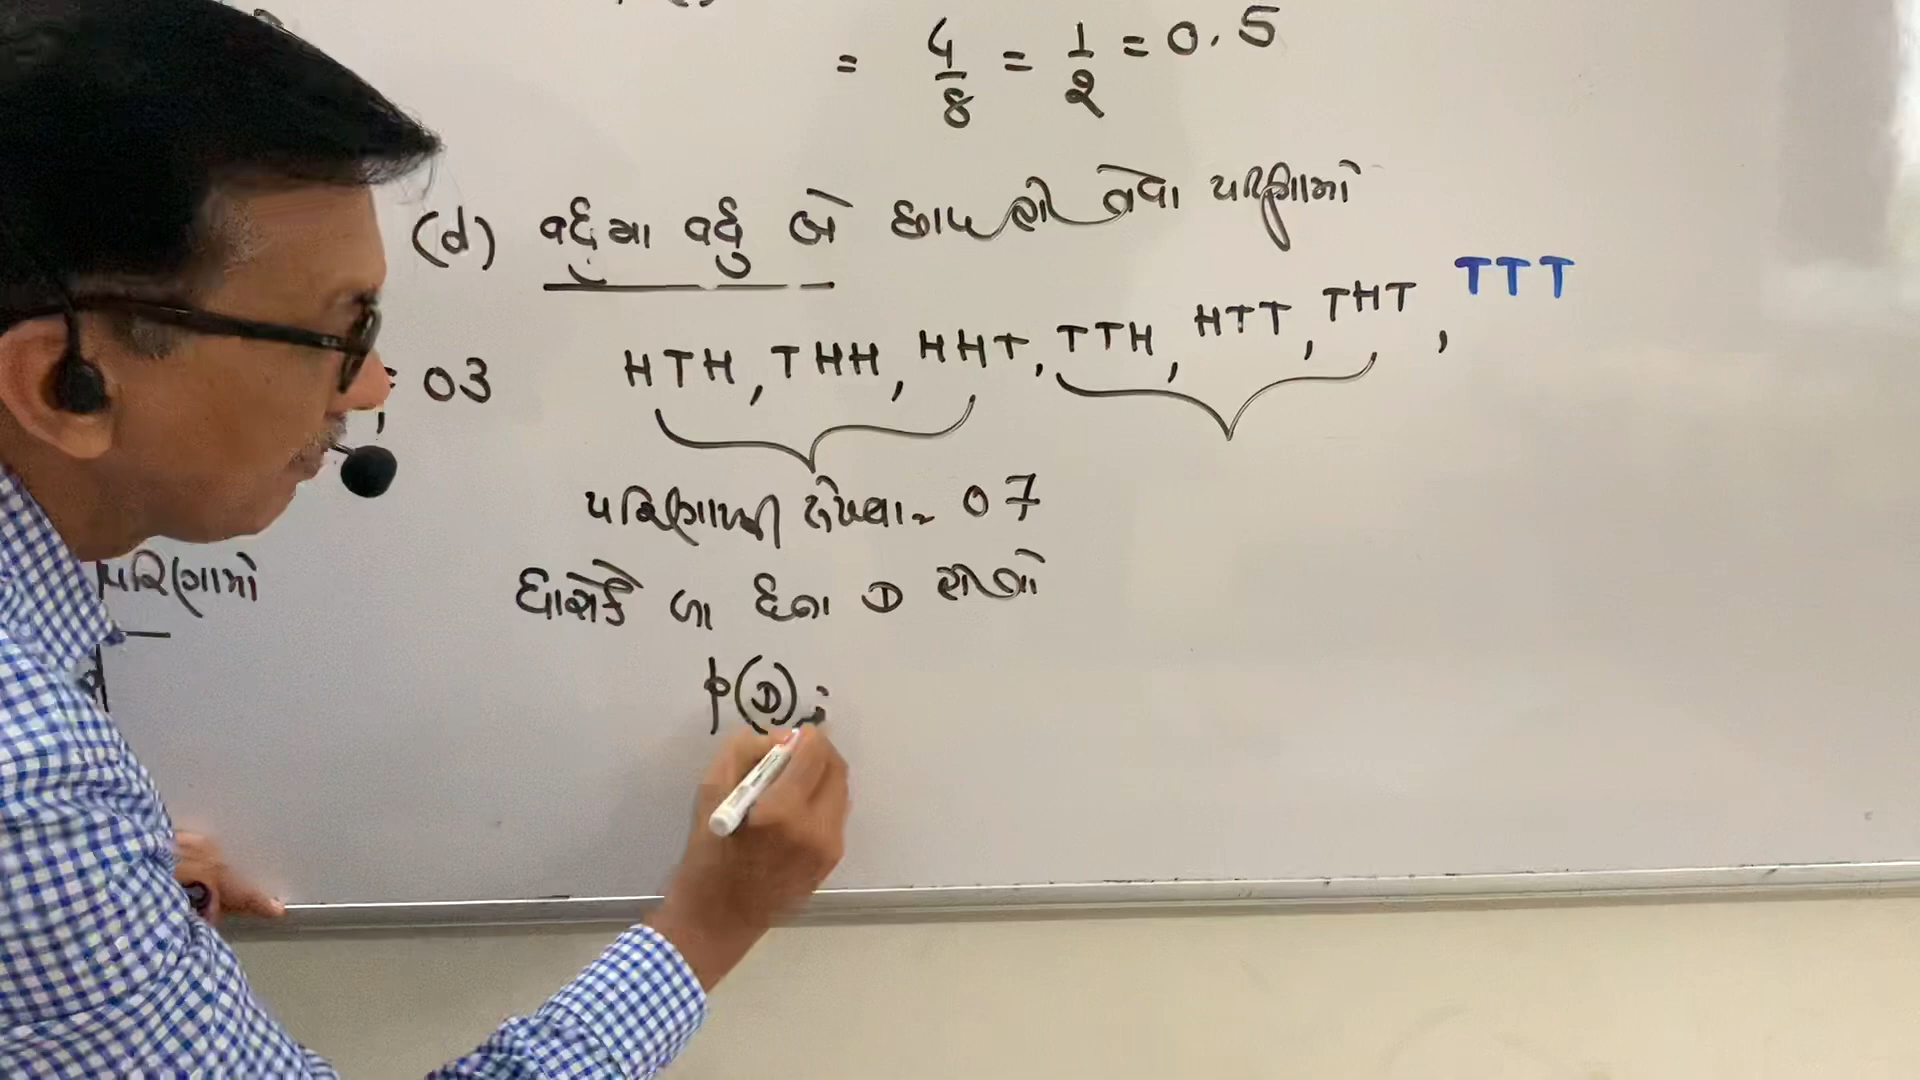 = 4/8 = 1/2 = 0.5
(d) વધુમા વધુ બે છાપ હોય તેવા પરિણામો
HTH, THH, HHT, TTH, HTT, THT, TTT
= 03
પરિણામની સંખ્યા = 07
પરિણામો
ધારોકે આ ઘટના D હોય તો
P(D) =